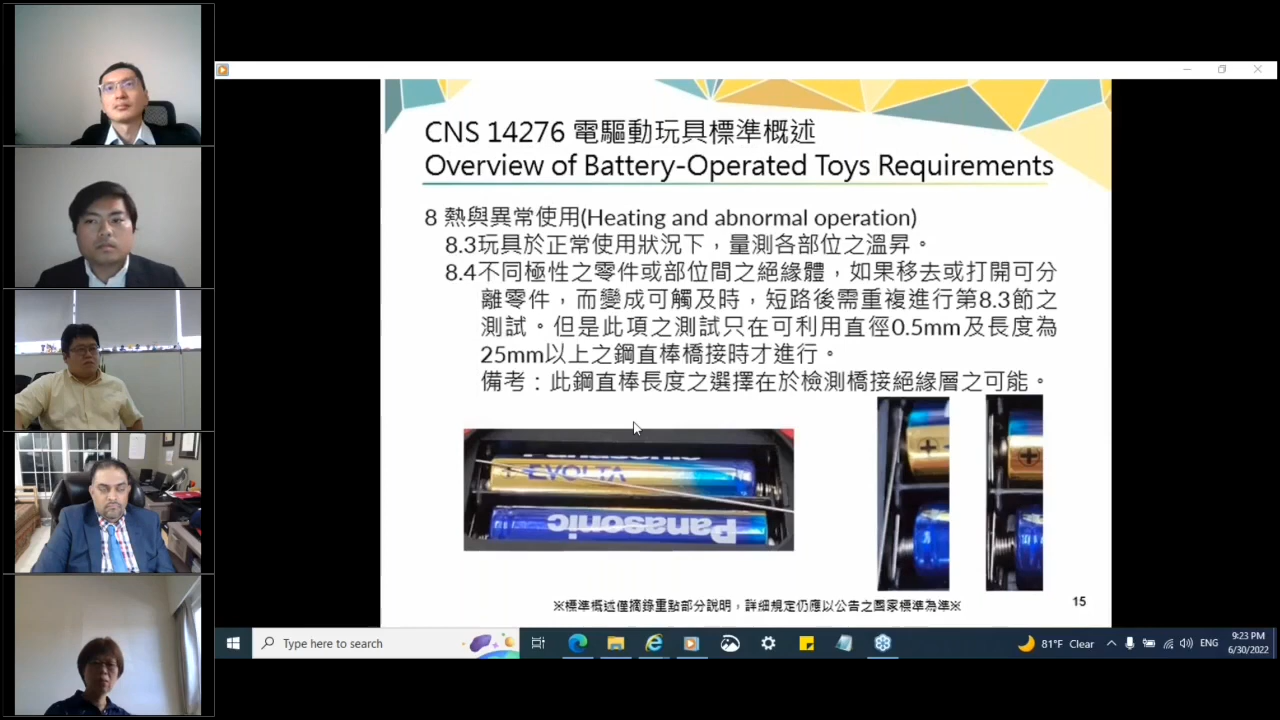 CNS 14276 電驅動玩具標準概述
Overview of Battery-Operated Toys Requirements
8 熱與異常使用(Heating and abnormal operation)
8.3玩具於正常使用狀況下，量測各部位之溫昇。
8.4不同極性之零件或部位間之絕緣體，如果移去或打開可分
離零件，而變成可觸及時，短路後需重複進行第8.3節之
測試。但是此項之測試只在可利用直徑0.5mm及長度為
25mm以上之鋼直棒橋接時才進行。
備考：此鋼直棒長度之選擇在於檢測橋接絕緣層之可能。
Panasonic
EVOLTA
Panasonic
※標準概述僅摘錄重點部分說明，詳細規定仍應以公告之國家標準為準※
15
Type here to search
81°F Clear
ENG
9:23 PM
6/30/2022